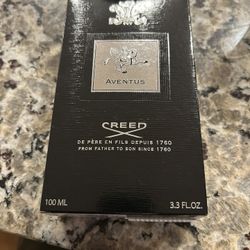 AVENTUS
CREED
DE PÈRE EN FILS DEPUIS 1760
FROM FATHER TO SON SINCE 1760
100 ML
3.3 FL.OZ.